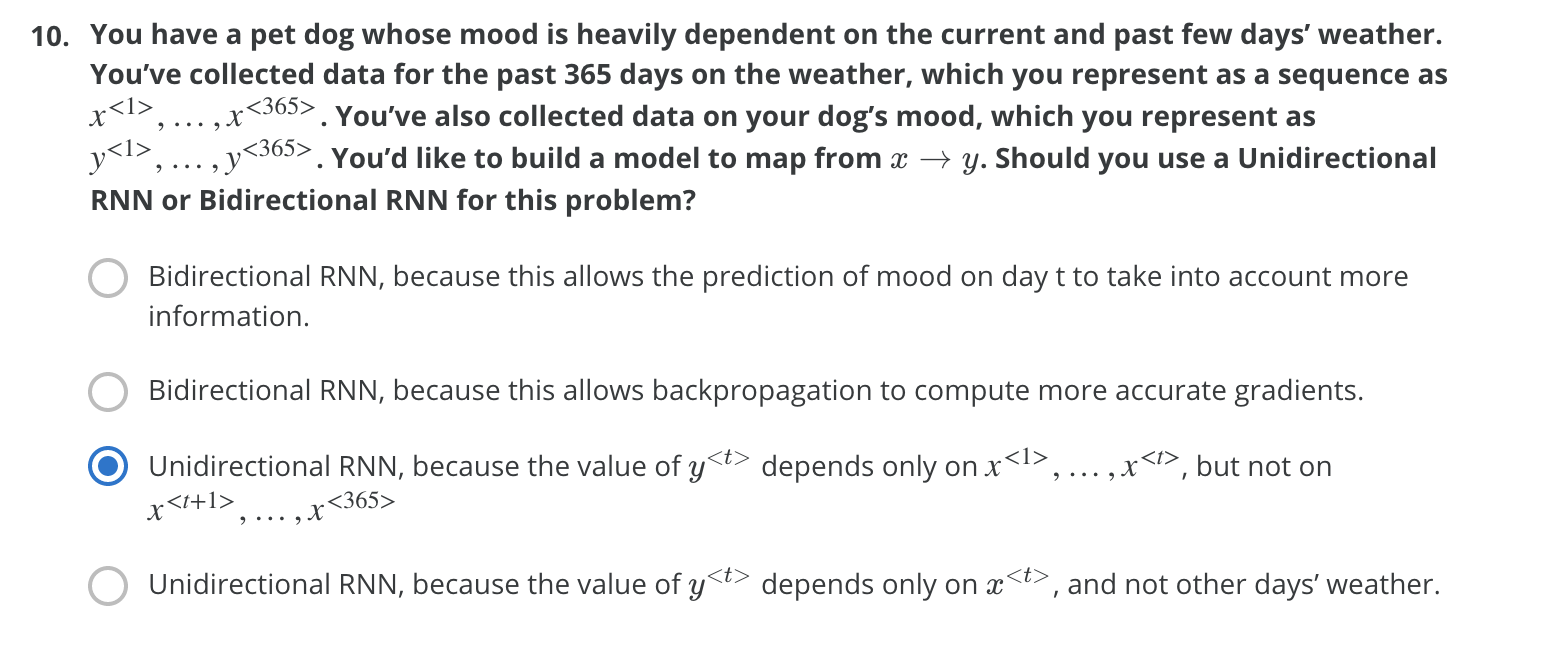 10. You have a pet dog whose mood is heavily dependent on the current and past few days’ weather.
You’ve collected data for the past 365 days on the weather, which you represent as a sequence as
x<1>, … , x<365>. You’ve also collected data on your dog’s mood, which you represent as
y<1>, … , y<365>. You’d like to build a model to map from x → y. Should you use a Unidirectional
RNN or Bidirectional RNN for this problem?
Bidirectional RNN, because this allows the prediction of mood on day t to take into account more
information.
Bidirectional RNN, because this allows backpropagation to compute more accurate gradients.
Unidirectional RNN, because the value of y<t> depends only on x<1>, … , x<t>, but not on
x<t+1>, … , x<365>
Unidirectional RNN, because the value of y<t> depends only on x<t>, and not other days’ weather.